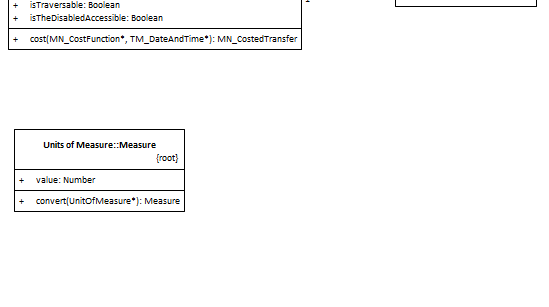 + isTraversable: Boolean
+ isTheDisabledAccessible: Boolean
+ cost(MN_CostFunction*, TM_DateAndTime*): MN_CostedTransfer
Units of Measure::Measure
{root}
+ value: Number
+ convert(UnitOfMeasure*): Measure